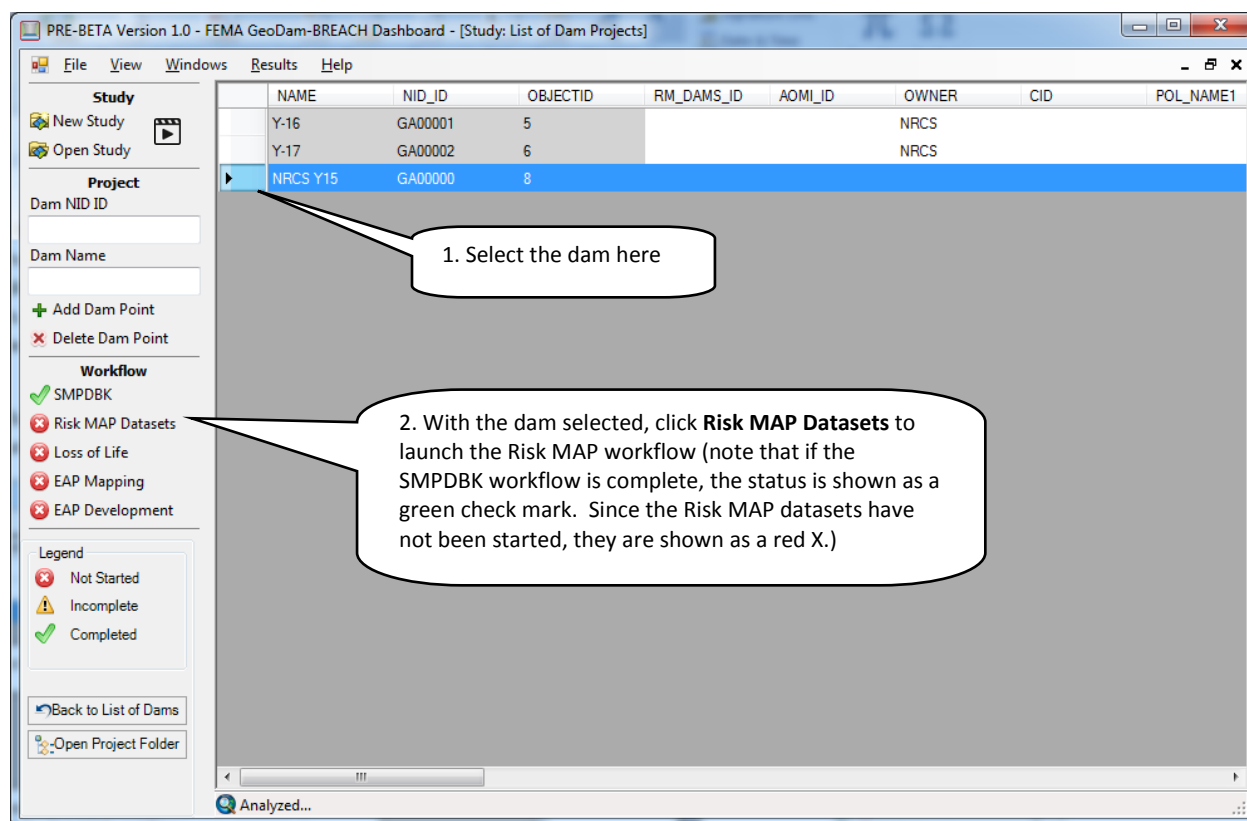 PRE-BETA Version 1.0 - FEMA GeoDam-BREACH Dashboard - [Study: List of Dam Projects]
File View Windows Results Help
Study
New Study
Open Study
Project
Dam NID ID
Dam Name
Add Dam Point
Delete Dam Point
Workflow
SMPDBK
Risk MAP Datasets
Loss of Life
EAP Mapping
EAP Development
Legend
Not Started
Incomplete
Completed
Back to List of Dams
Open Project Folder
NAME NID_ID OBJECTID RM_DAMS_ID AOMI_ID OWNER CID POL_NAME1
Y-16 GA00001 5 NRCS
Y-17 GA00002 6 NRCS
NRCS Y15 GA00000 8
1. Select the dam here
2. With the dam selected, click Risk MAP Datasets to
launch the Risk MAP workflow (note that if the
SMPDBK workflow is complete, the status is shown as a
green check mark. Since the Risk MAP datasets have
not been started, they are shown as a red X.)
Analyzed...